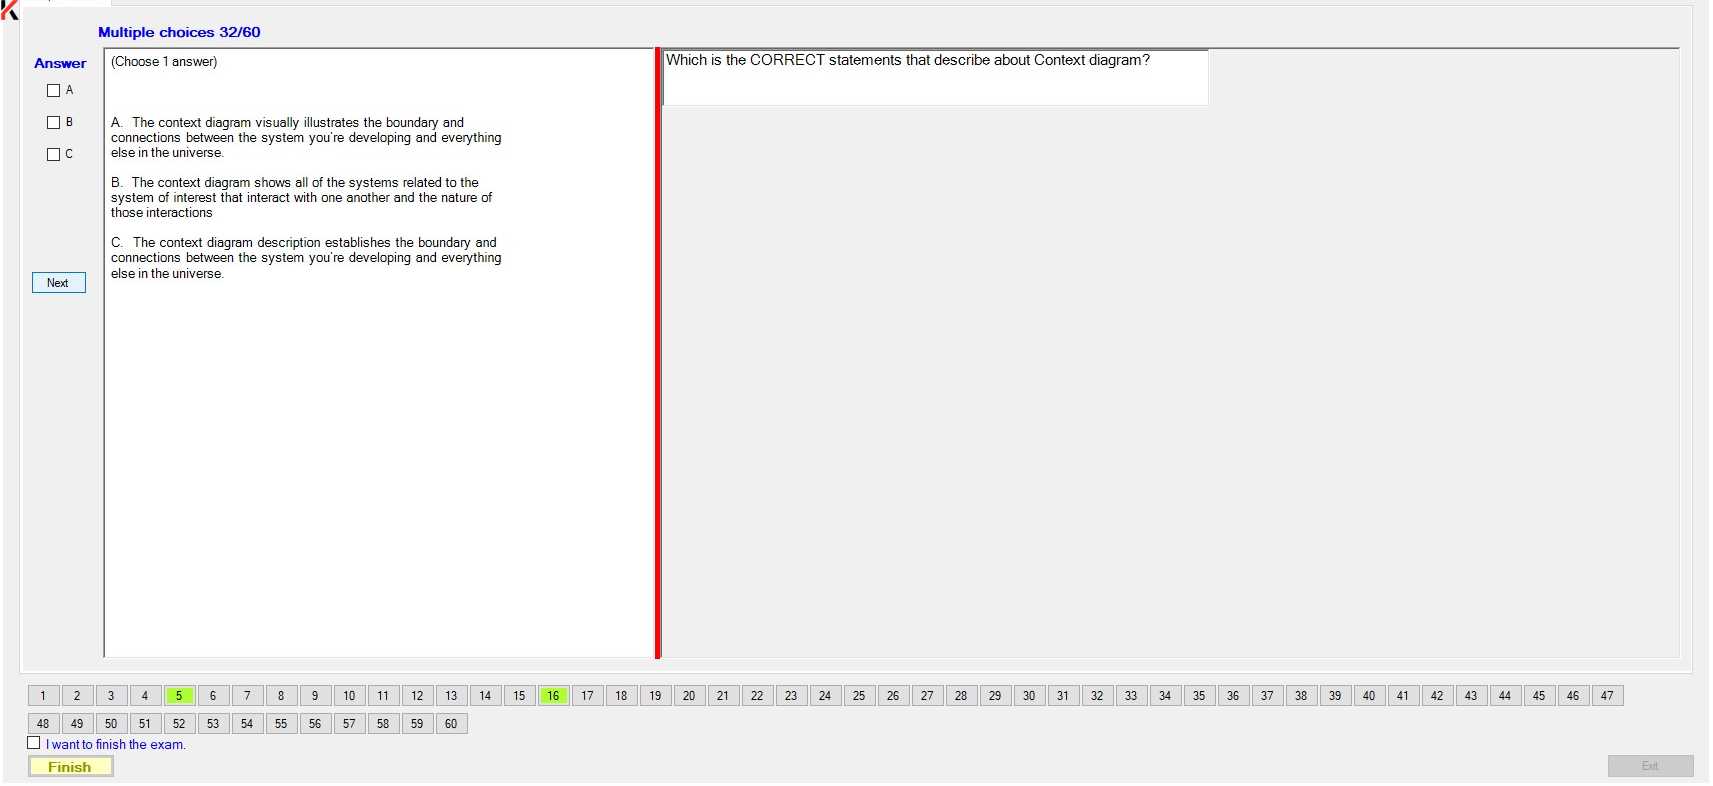 Multiple choices 32/60
Answer
A
B
C
Next
(Choose 1 answer)
A. The context diagram visually illustrates the boundary and
connections between the system you're developing and everything
else in the universe.
B. The context diagram shows all of the systems related to the
system of interest that interact with one another and the nature of
those interactions
C. The context diagram description establishes the boundary and
connections between the system you're developing and everything
else in the universe.
Which is the CORRECT statements that describe about Context diagram?
1 2 3 4 5 6 7 8 9 10 11 12 13 14 15 16 17 18 19 20 21 22 23 24 25 26 27 28 29 30 31 32 33 34 35 36 37 38 39 40 41 42 43 44 45 46 47
48 49 50 51 52 53 54 55 56 57 58 59 60
I want to finish the exam.
Finish
Exit